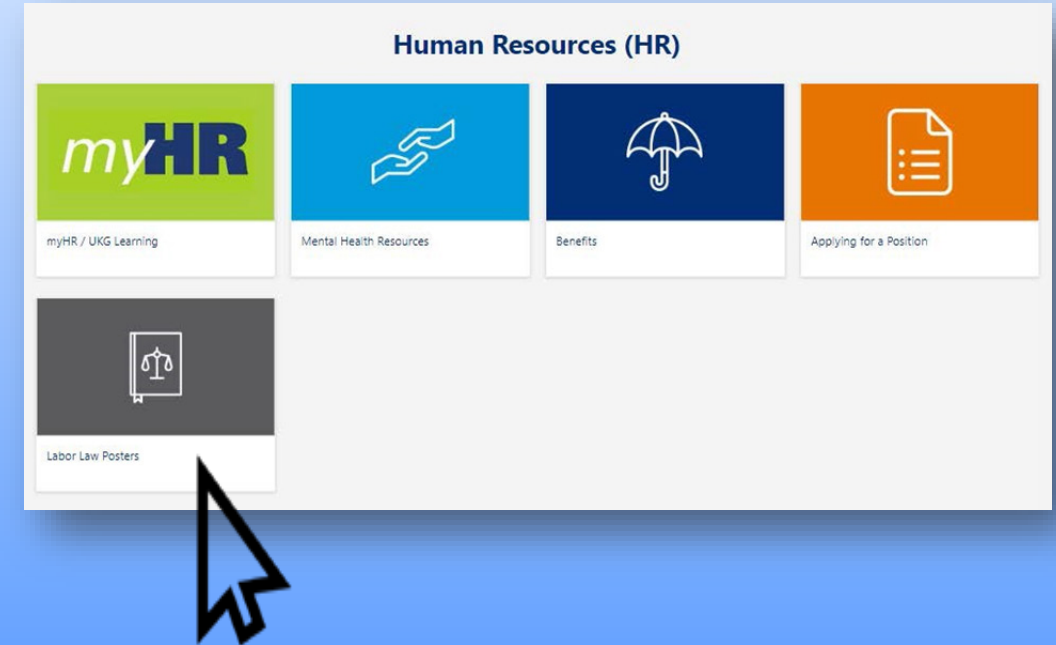 Human Resources (HR)
myHR
myHR / UKG Learning
Mental Health Resources
Benefits
Applying for a Position
Labor Law Posters